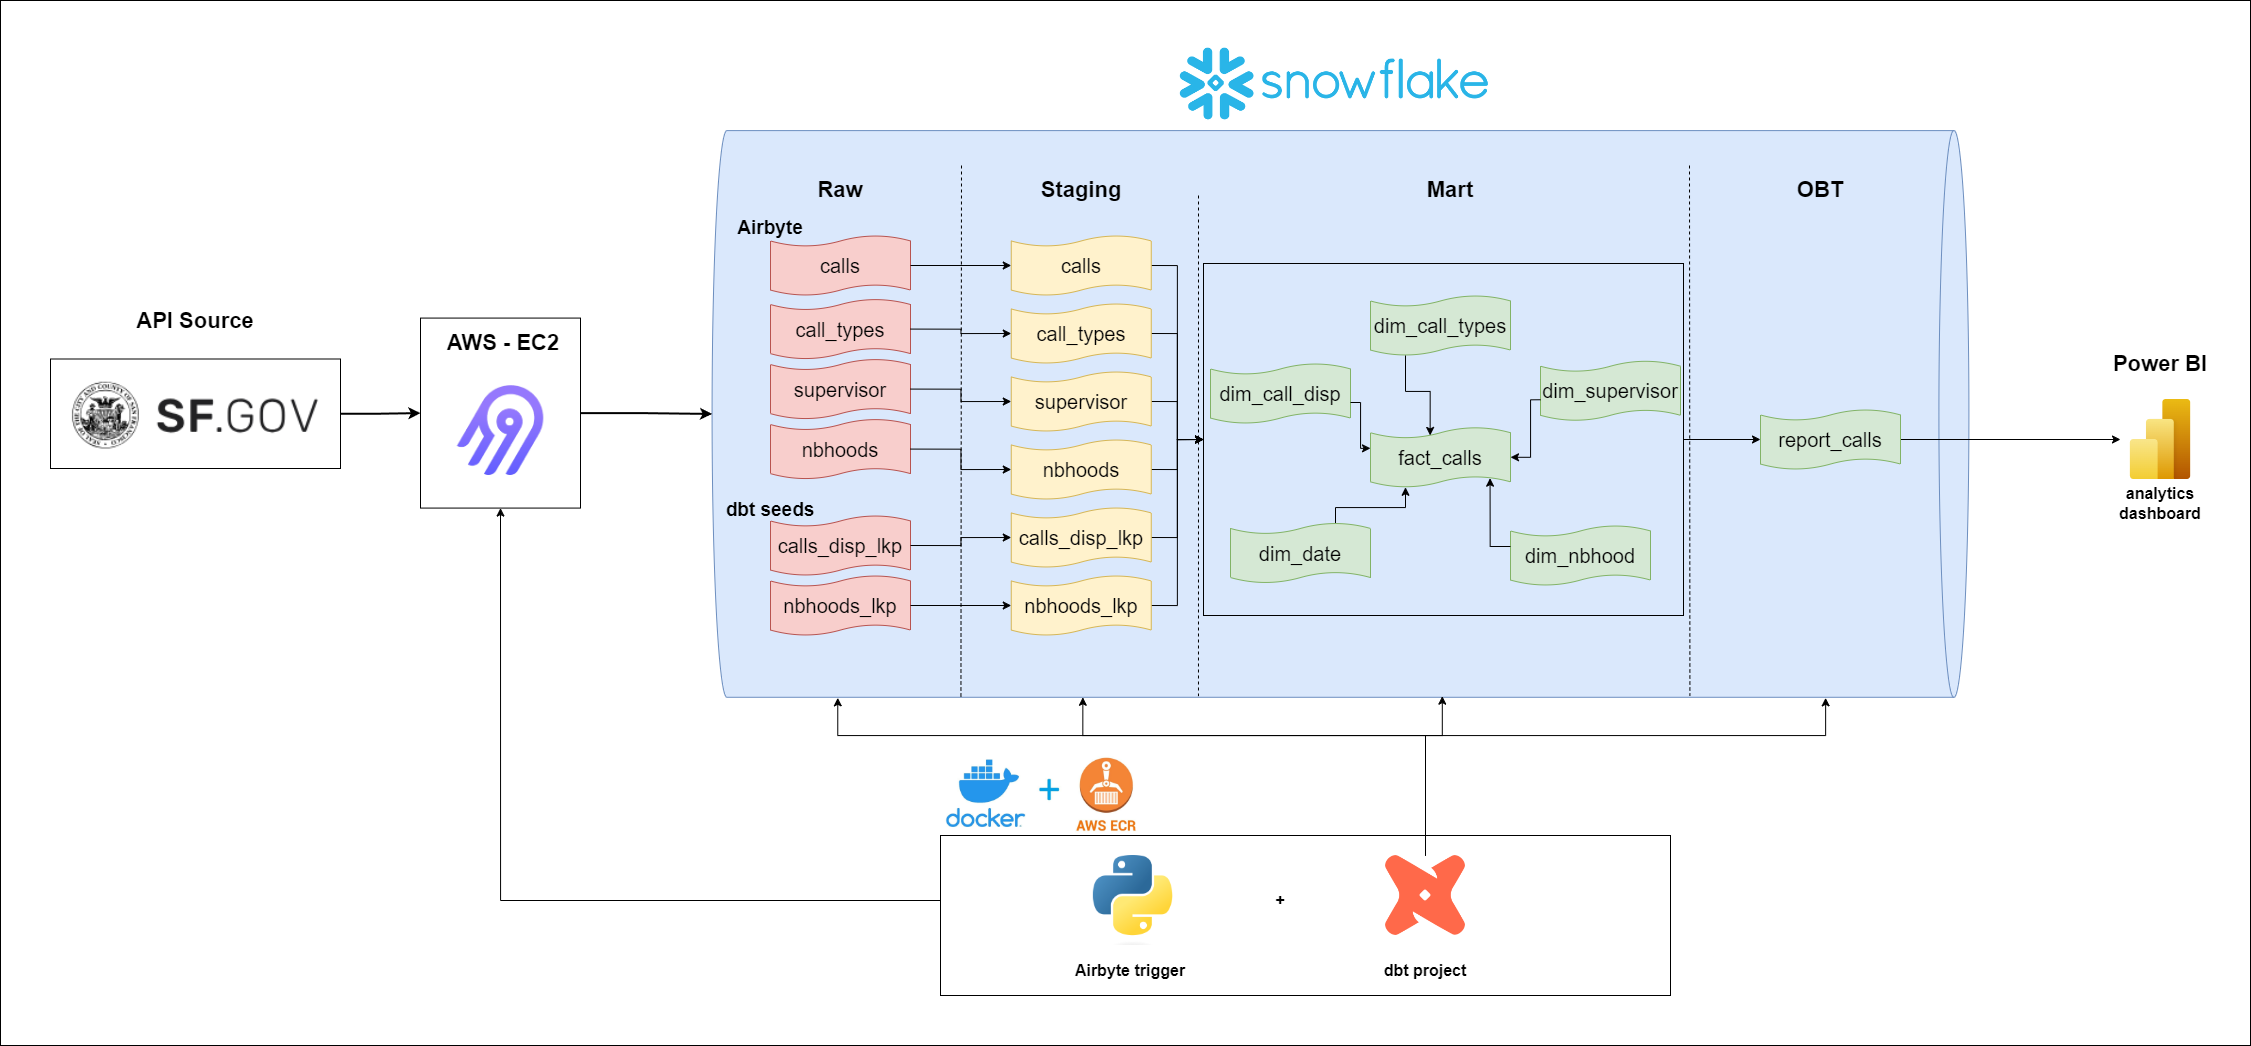 snowflake
Raw
Staging
Mart
OBT
Airbyte
calls
call_types
supervisor
nbhoods
dbt seeds
calls_disp_lkp
nbhoods_lkp
calls
call_types
supervisor
nbhoods
calls_disp_lkp
nbhoods_lkp
dim_call_types
dim_call_disp
dim_supervisor
fact_calls
dim_date
dim_nbhood
report_calls
API Source
SF.GOV
AWS - EC2
Power BI
analytics
dashboard
docker
+
AWS ECR
+
Airbyte trigger
dbt project